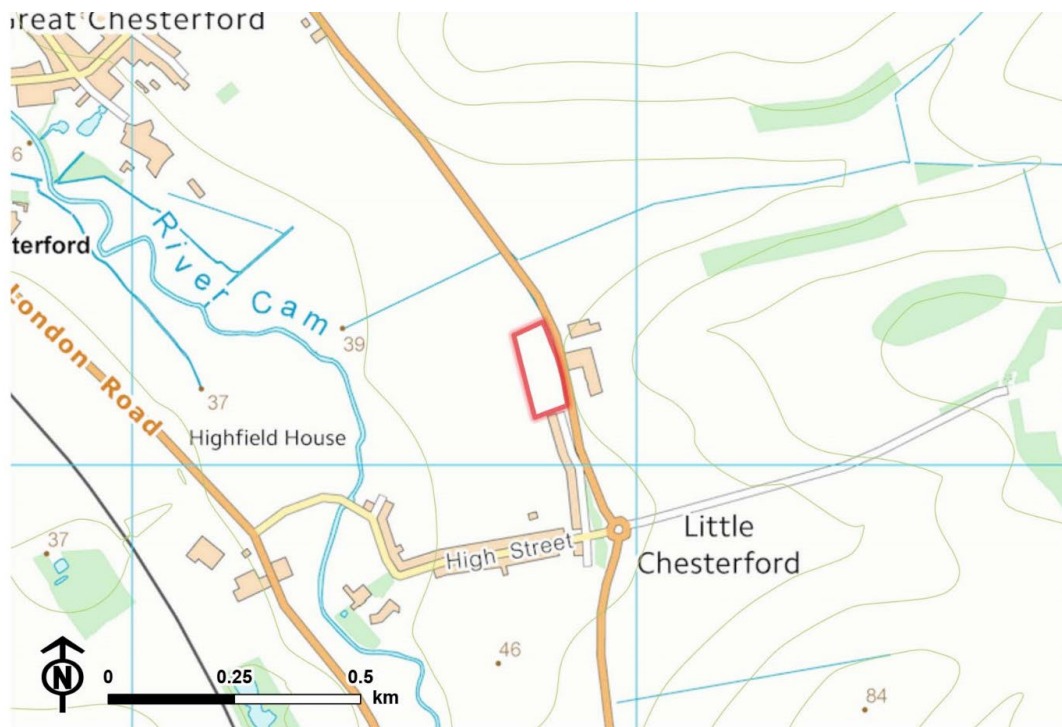 Great Chesterford
6
terford
River Cam
39
London Road
37
Highfield House
37
High Street
Little
Chesterford
46
84
N
0 0.25 0.5
km